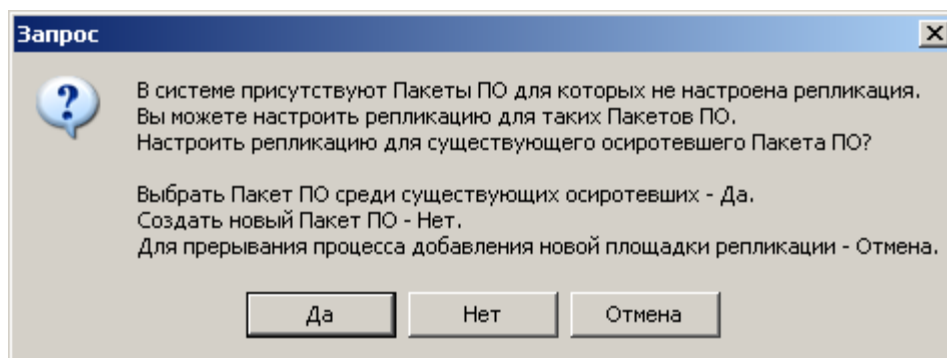 Запрос
В системе присутствуют Пакеты ПО для которых не настроена репликация.
Вы можете настроить репликацию для таких Пакетов ПО.
Настроить репликацию для существующего осиротевшего Пакета ПО?
Выбрать Пакет ПО среди существующих осиротевших - Да.
Создать новый Пакет ПО - Нет.
Для прерывания процесса добавления новой площадки репликации - Отмена.
Да
Нет
Отмена